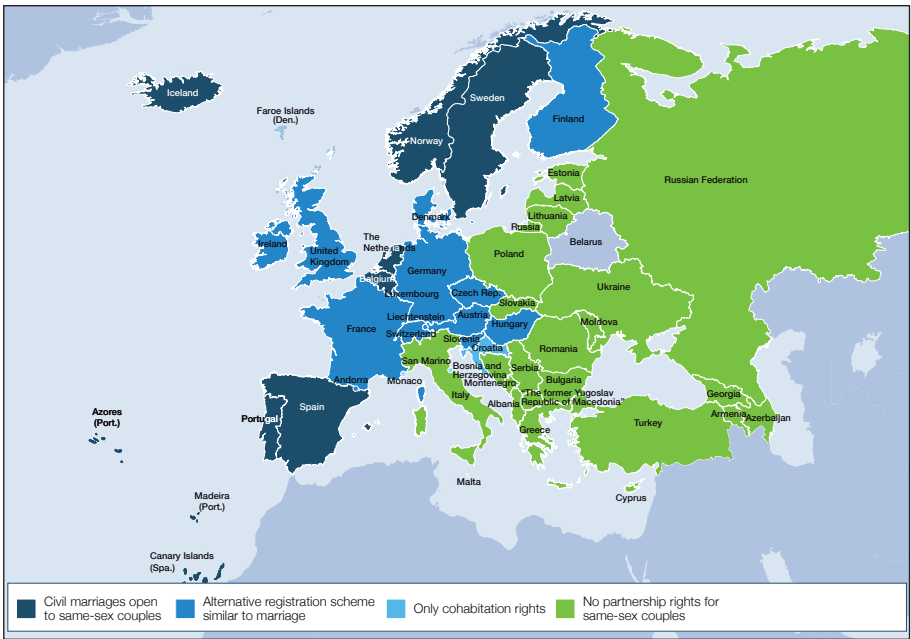 Iceland
Faroe Islands
(Den.)
Sweden
Norway
Finland
Russian Federation
Estonia
Latvia
Lithuania
Russia
Denmark
Belarus
Ireland
United
Kingdom
The
Netherlands
Belgium
Germany
Poland
Luxembourg
Czech Rep.
Ukraine
Slovakia
Liechtenstein
Austria
Hungary
Moldova
France
Switzerland
Slovenia
Croatia
Romania
San Marino
Bosnia and
Herzegovina
Serbia
Montenegro
Bulgaria
Andorra
Monaco
Italy
Albania
"The former Yugoslav
Republic of Macedonia"
Georgia
Armenia
Azerbaijan
Portugal
Spain
Greece
Turkey
Azores
(Port.)
Malta
Cyprus
Madeira
(Port.)
Canary Islands
(Spa.)
Civil marriages open
to same-sex couples
Alternative registration scheme
similar to marriage
Only cohabitation rights
No partnership rights for
same-sex couples